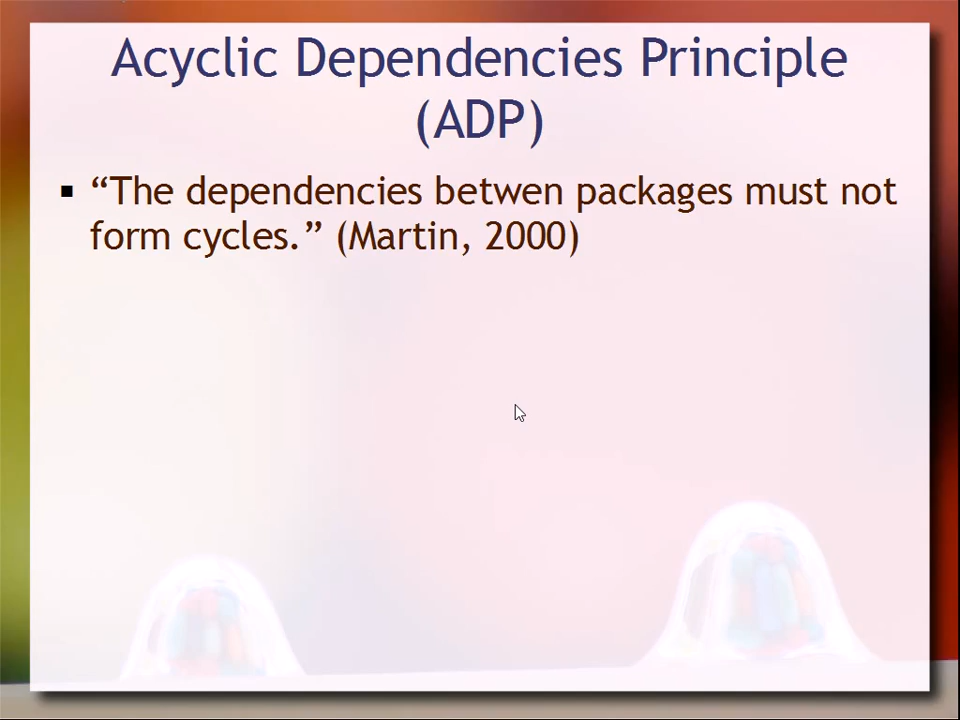 Acyclic Dependencies Principle
(ADP)
“The dependencies betwen packages must not
form cycles.” (Martin, 2000)